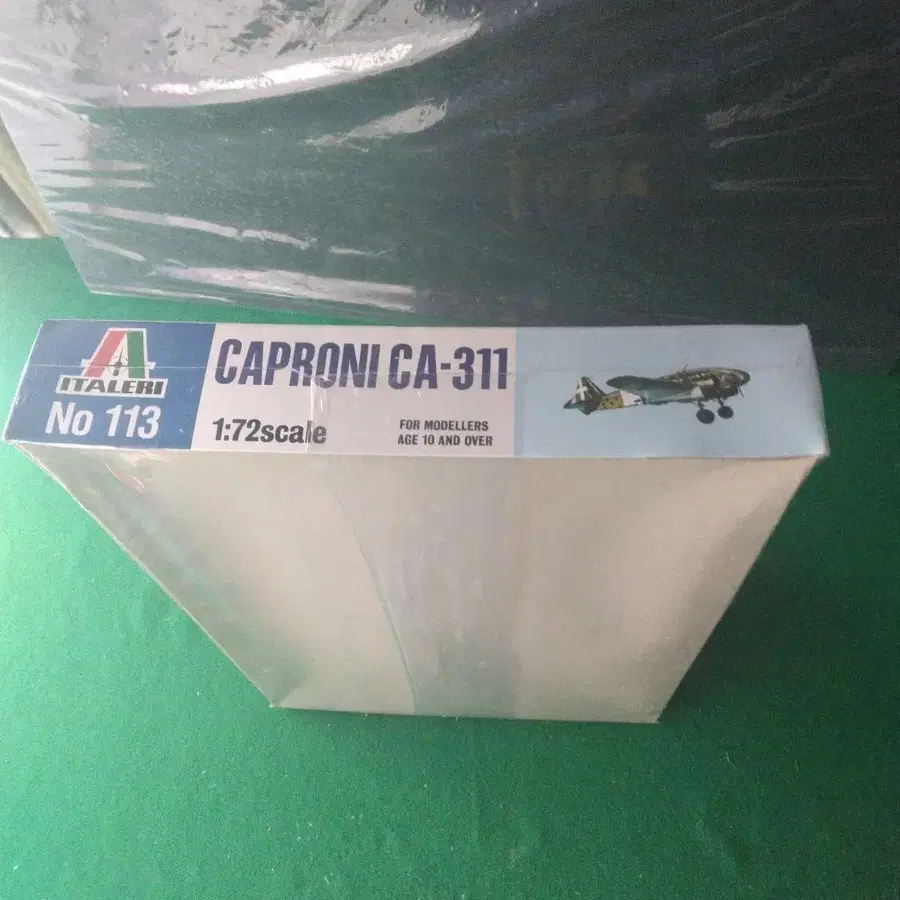 ITALERI
No 113
CAPRONI CA-311
1:72scale
FOR MODELLERS
AGE 10 AND OVER